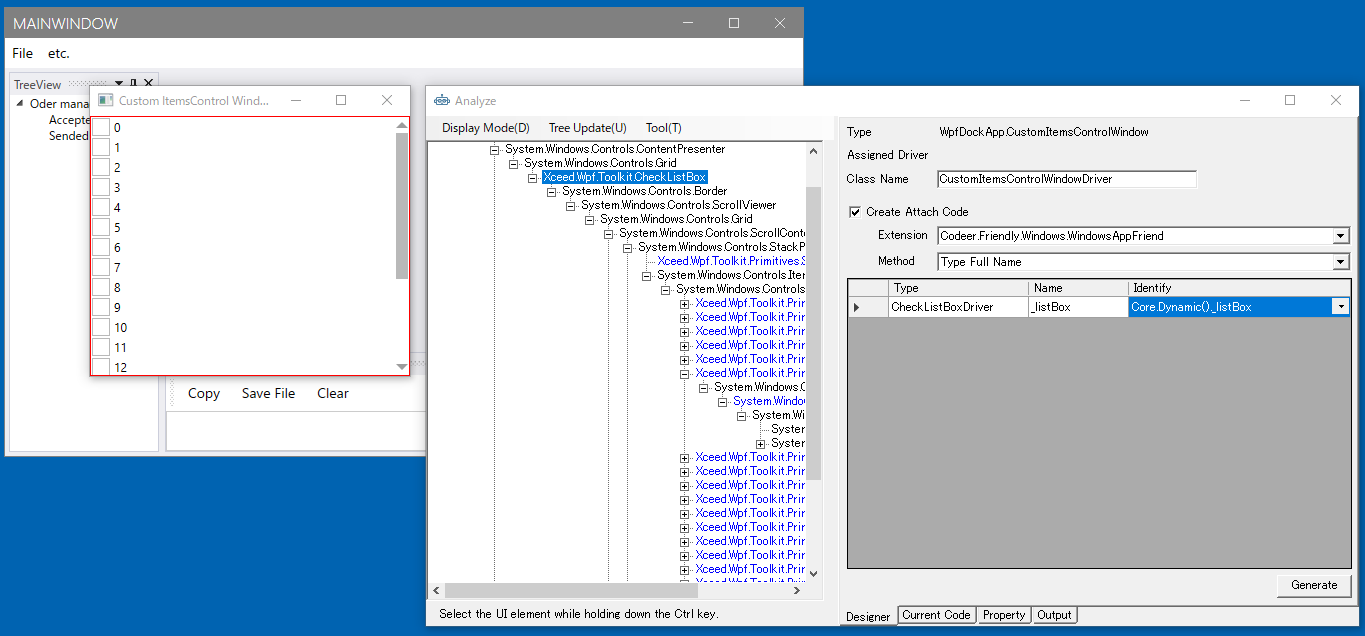 MAINWINDOW
File etc.
TreeView
Oder mana
Accepte
Sended
Custom ItemsControl Wind...
0
1
2
3
4
5
6
7
8
9
10
11
12
Copy Save File Clear
Analyze
Display Mode(D) Tree Update(U) Tool(T)
System.Windows.Controls.ContentPresenter
System.Windows.Controls.Grid
Xceed.Wpf.Toolkit.CheckListBox
System.Windows.Controls.Border
System.Windows.Controls.ScrollViewer
System.Windows.Controls.Grid
System.Windows.Controls.ScrollConte
System.Windows.Controls.StackP
Xceed.Wpf.Toolkit.Primitives.S
System.Windows.Controls.Iter
System.Windows.Controls
Xceed.Wpf.Toolkit.Prir
Xceed.Wpf.Toolkit.Prir
Xceed.Wpf.Toolkit.Prir
Xceed.Wpf.Toolkit.Prir
Xceed.Wpf.Toolkit.Prir
Xceed.Wpf.Toolkit.Prir
System.Windows.C
System.Window
System.Wi
System
System
Xceed.Wpf.Toolkit.Prir
Xceed.Wpf.Toolkit.Prir
Xceed.Wpf.Toolkit.Prir
Xceed.Wpf.Toolkit.Prir
Xceed.Wpf.Toolkit.Prir
Xceed.Wpf.Toolkit.Prir
Xceed.Wpf.Toolkit.Prir
Xceed.Wpf.Toolkit.Prir
Xceed.Wpf.Toolkit.Prir
Select the UI element while holding down the Ctrl key.
Type WpfDockApp.CustomItemsControlWindow
Assigned Driver
Class Name CustomItemsControlWindowDriver
Create Attach Code
Extension Codeer.Friendly.Windows.WindowsAppFriend
Method Type Full Name
Type Name Identify
CheckListBoxDriver _listBox Core.Dynamic()._listBox
Generate
Designer Current Code Property Output